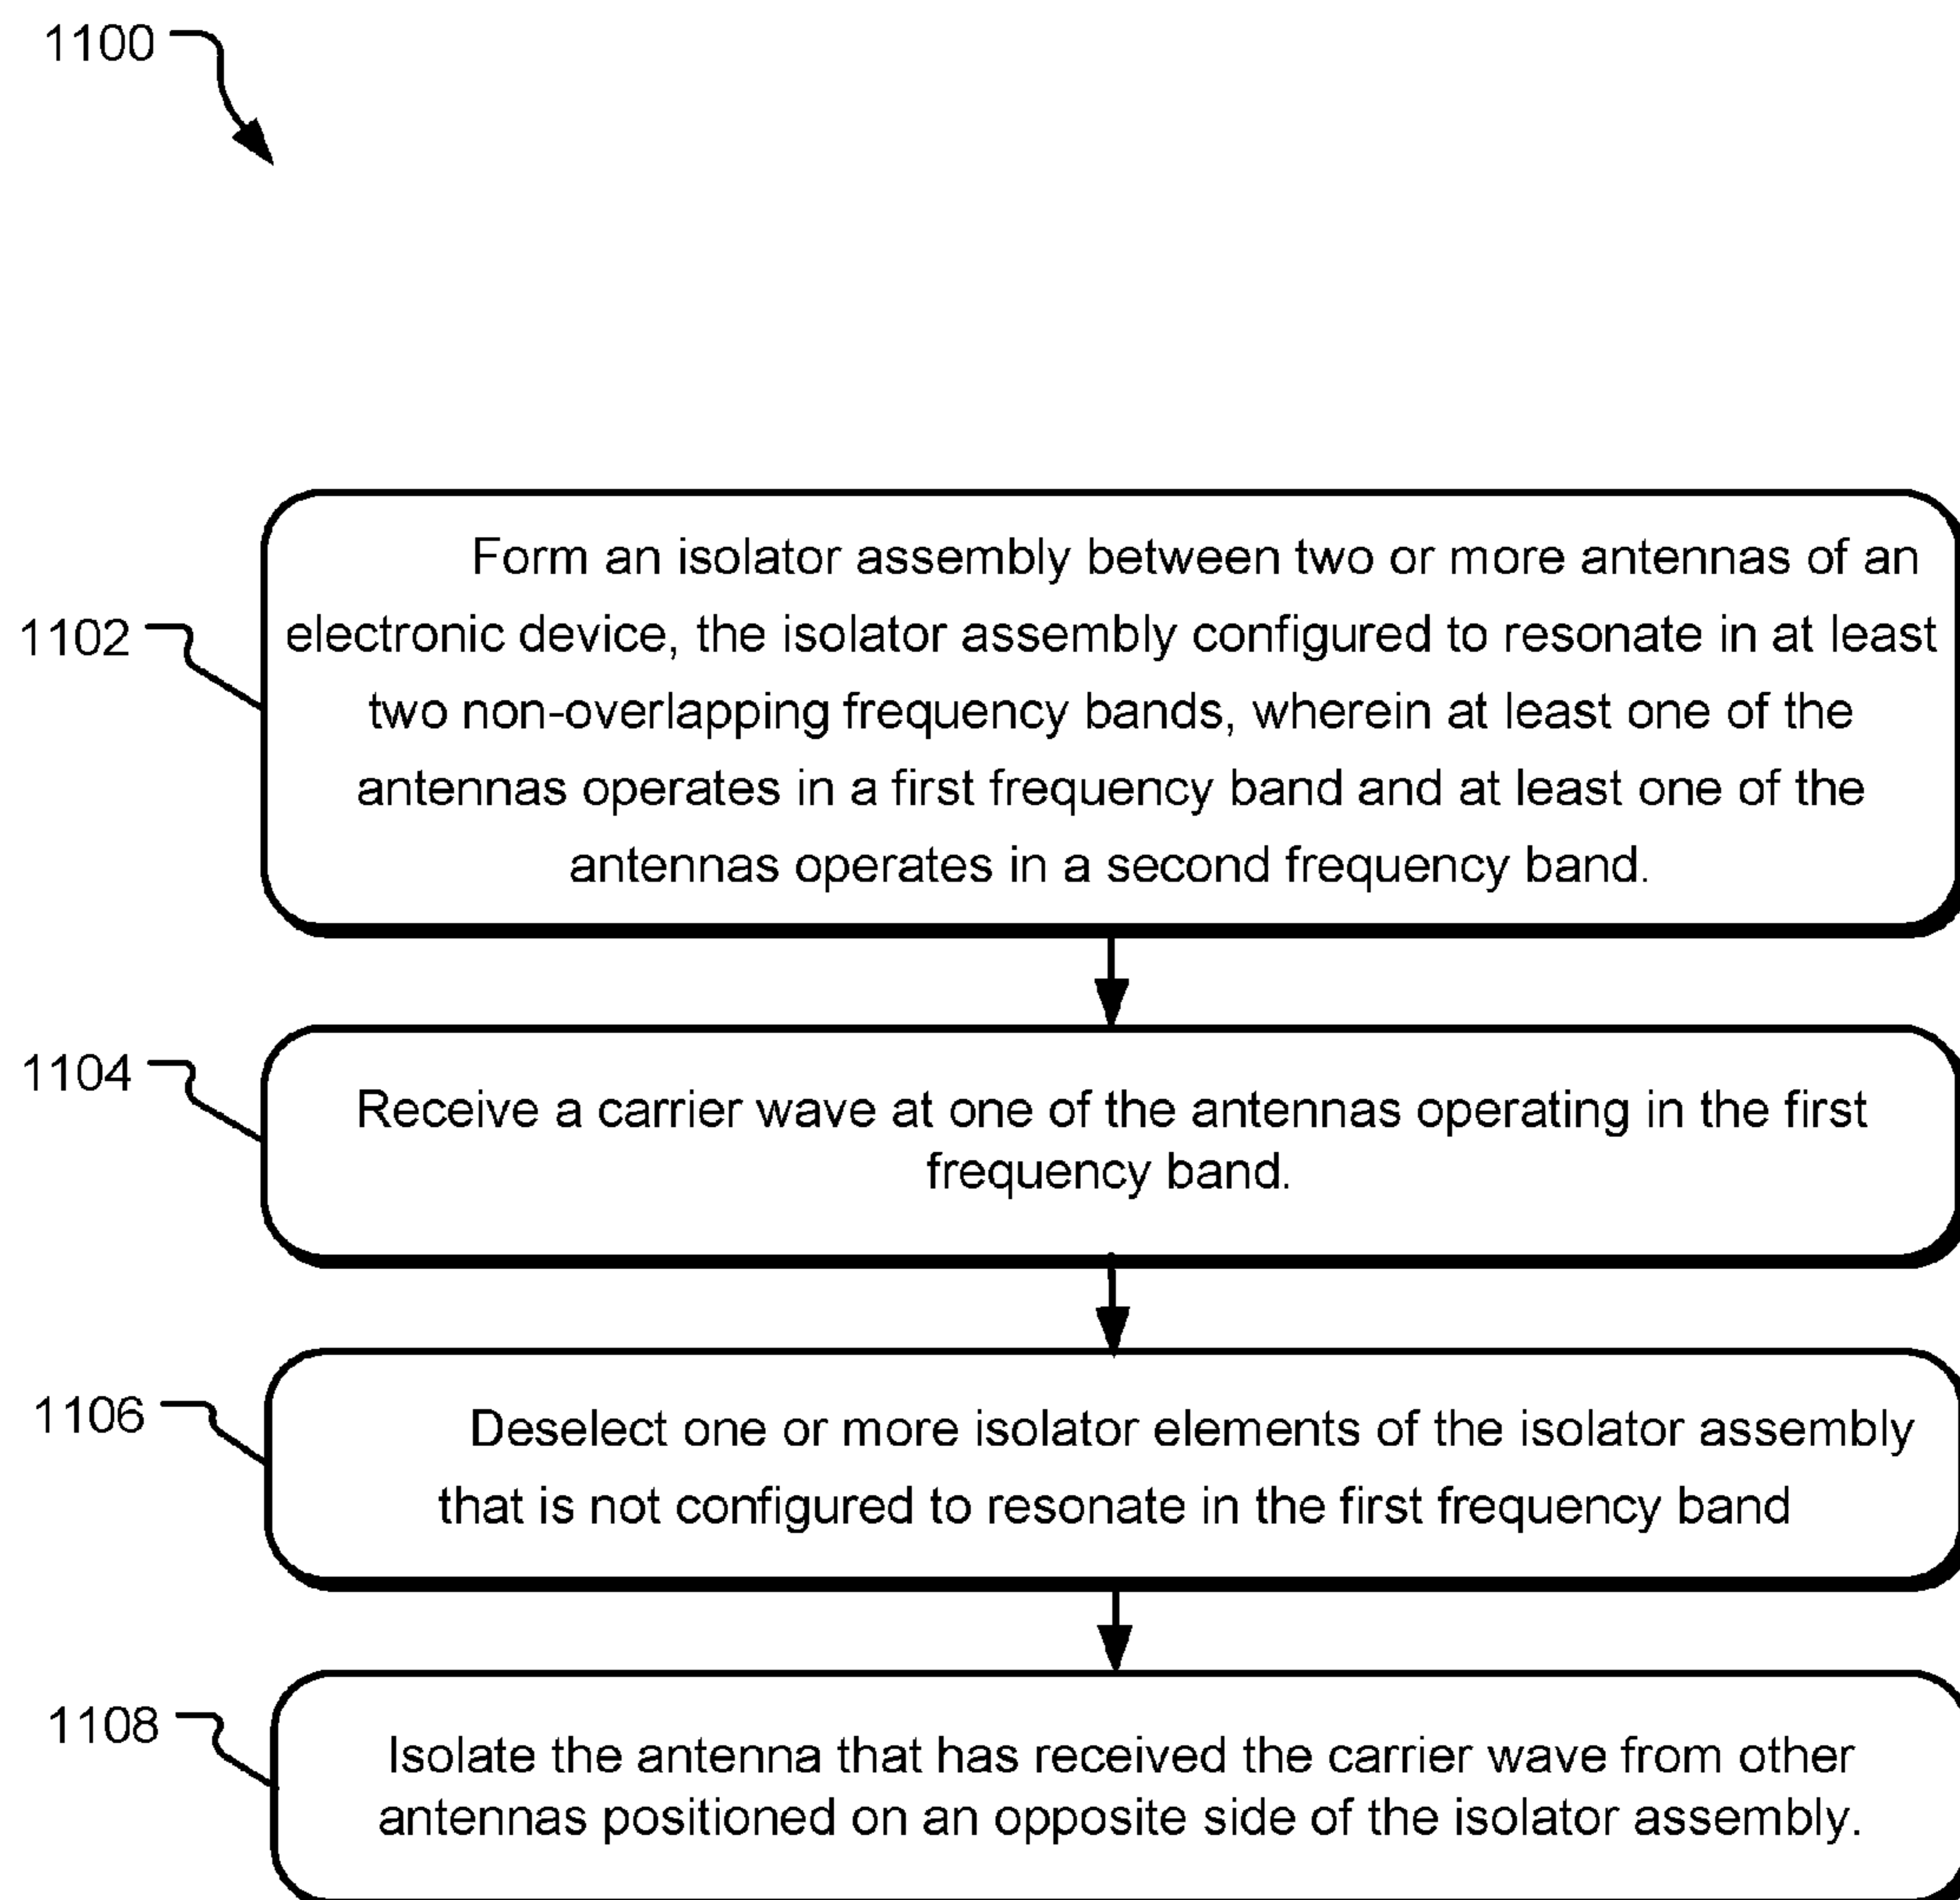 1100
1102
Form an isolator assembly between two or more antennas of an
electronic device, the isolator assembly configured to resonate in at least
two non-overlapping frequency bands, wherein at least one of the
antennas operates in a first frequency band and at least one of the
antennas operates in a second frequency band.
1104
Receive a carrier wave at one of the antennas operating in the first
frequency band.
1106
Deselect one or more isolator elements of the isolator assembly
that is not configured to resonate in the first frequency band
1108
Isolate the antenna that has received the carrier wave from other
antennas positioned on an opposite side of the isolator assembly.